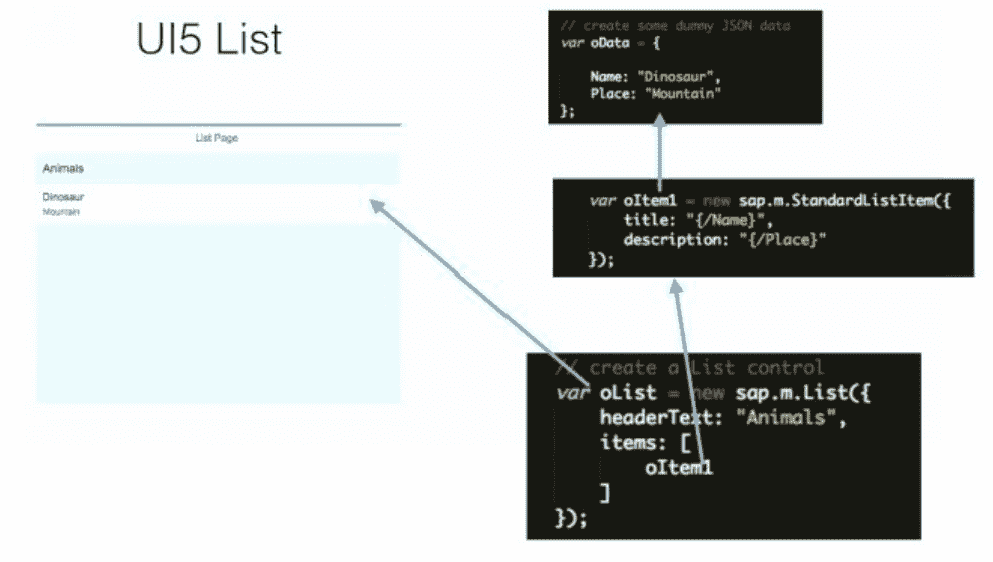 UI5 List
List Page
Animals
Dinosaur
Mountain
// create some dummy JSON data
var oData = {
Name: "Dinosaur",
Place: "Mountain"
};
var oItem1 = new sap.m.StandardListItem({
title: "{/Name}",
description: "{/Place}"
});
// create a List control
var oList = new sap.m.List({
headerText: "Animals",
items: [
oItem1
]
});